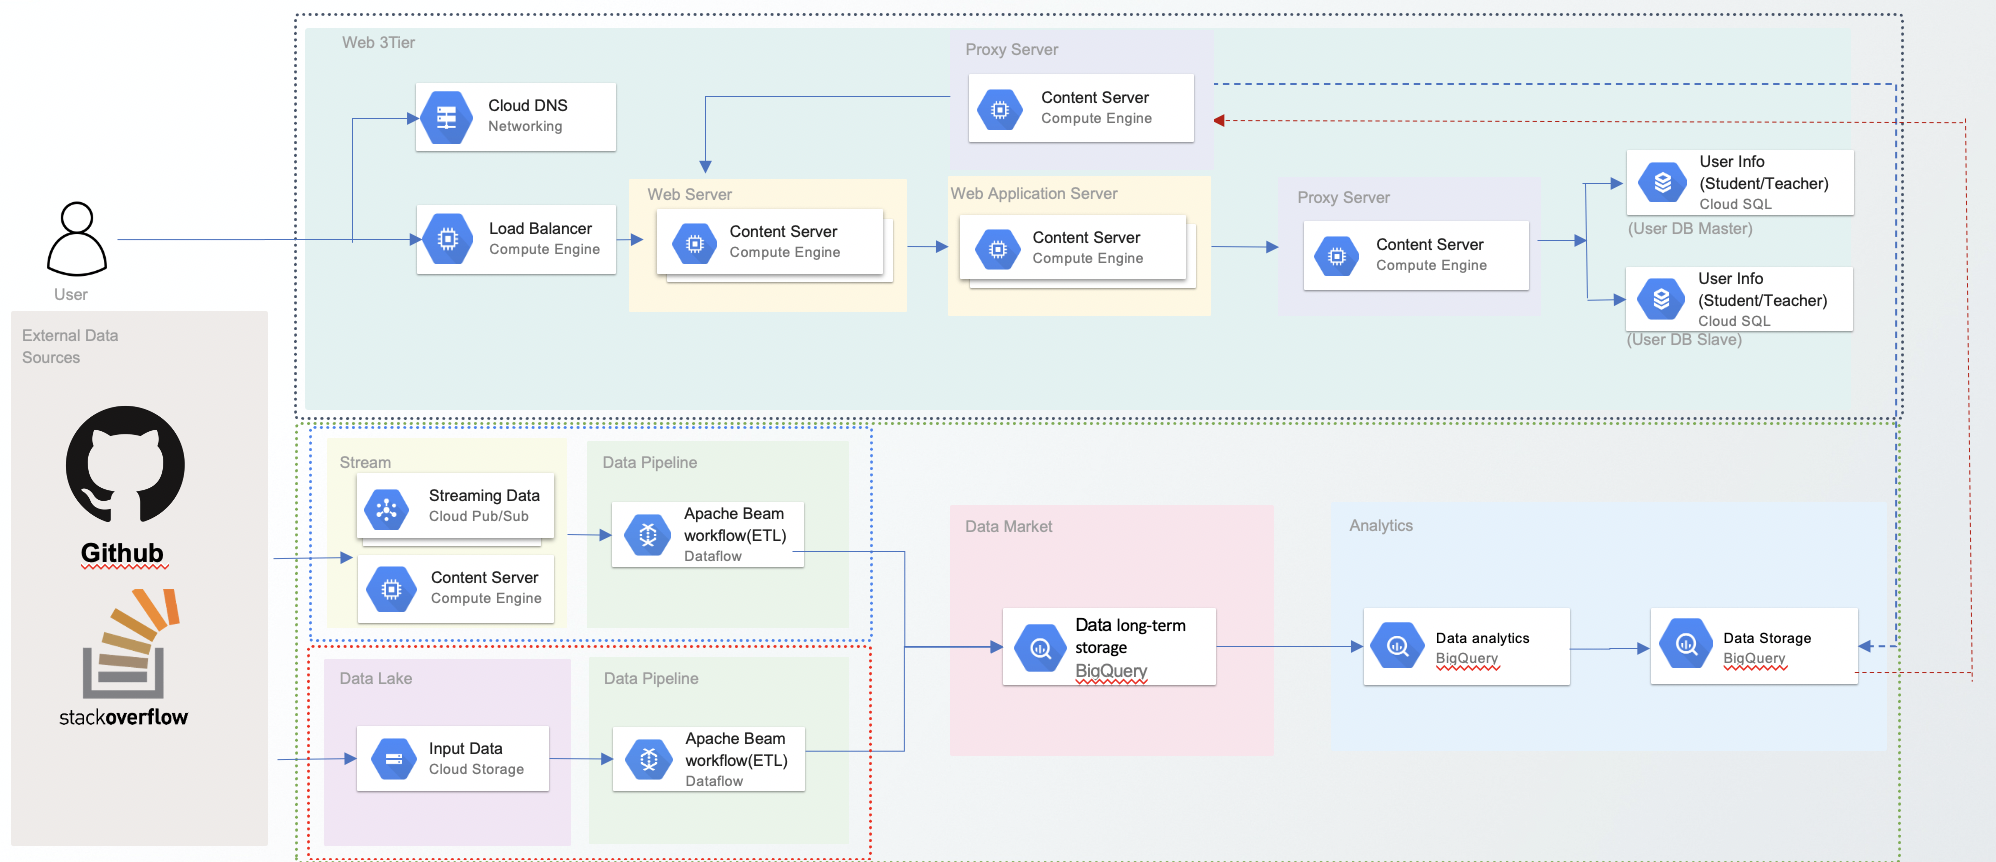 Web 3Tier
Proxy Server
Content Server
Compute Engine
Cloud DNS
Networking
Load Balancer
Compute Engine
Web Server
Content Server
Compute Engine
Web Application Server
Content Server
Compute Engine
Proxy Server
Content Server
Compute Engine
User Info
(Student/Teacher)
Cloud SQL
(User DB Master)
User Info
(Student/Teacher)
Cloud SQL
(User DB Slave)
User
External Data
Sources
Github
stackoverflow
Stream
Streaming Data
Cloud Pub/Sub
Content Server
Compute Engine
Data Pipeline
Apache Beam
workflow(ETL)
Dataflow
Data Lake
Input Data
Cloud Storage
Data Pipeline
Apache Beam
workflow(ETL)
Dataflow
Data Market
Data long-term
storage
BigQuery
Analytics
Data analytics
BigQuery
Data Storage
BigQuery